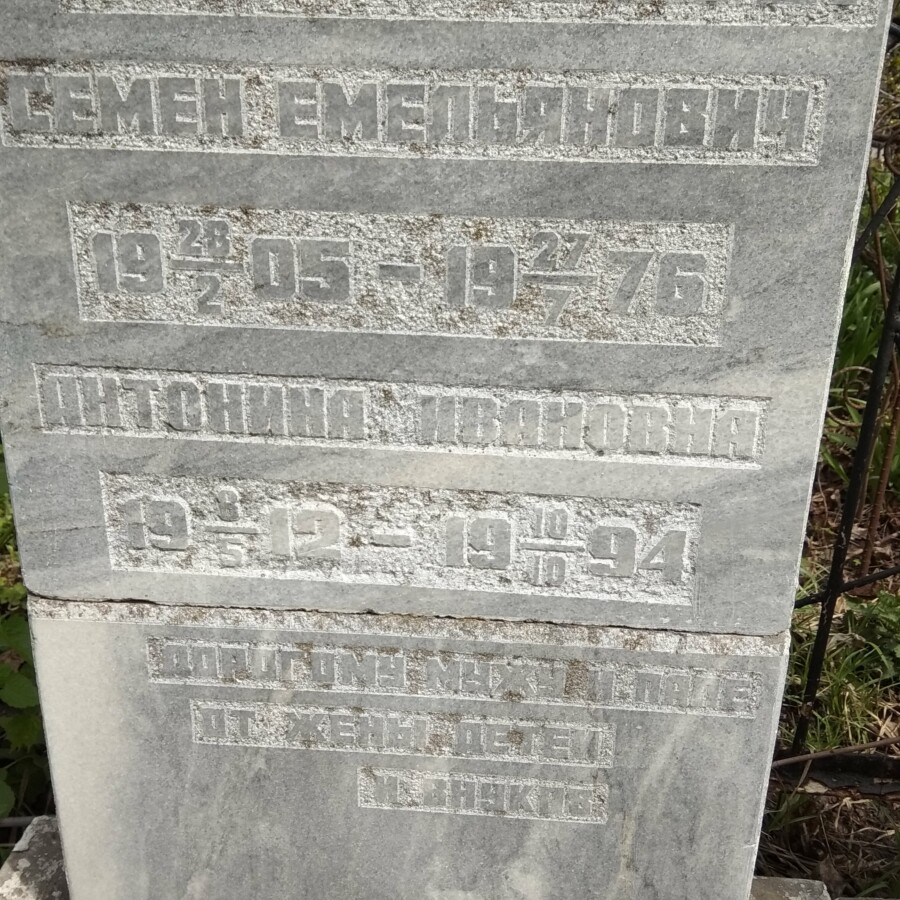 СЕМЕН ЕМЕЛЬЯНОВИЧ
19 28/2 05 – 19 27/7 76
АНТОНИНА ИВАНОВНА
19 8/5 12 – 19 10/10 94
ДОРОГОМУ МУЖУ И ПАПЕ
ОТ ЖЕНЫ ДЕТЕЙ
И ВНУКОВ